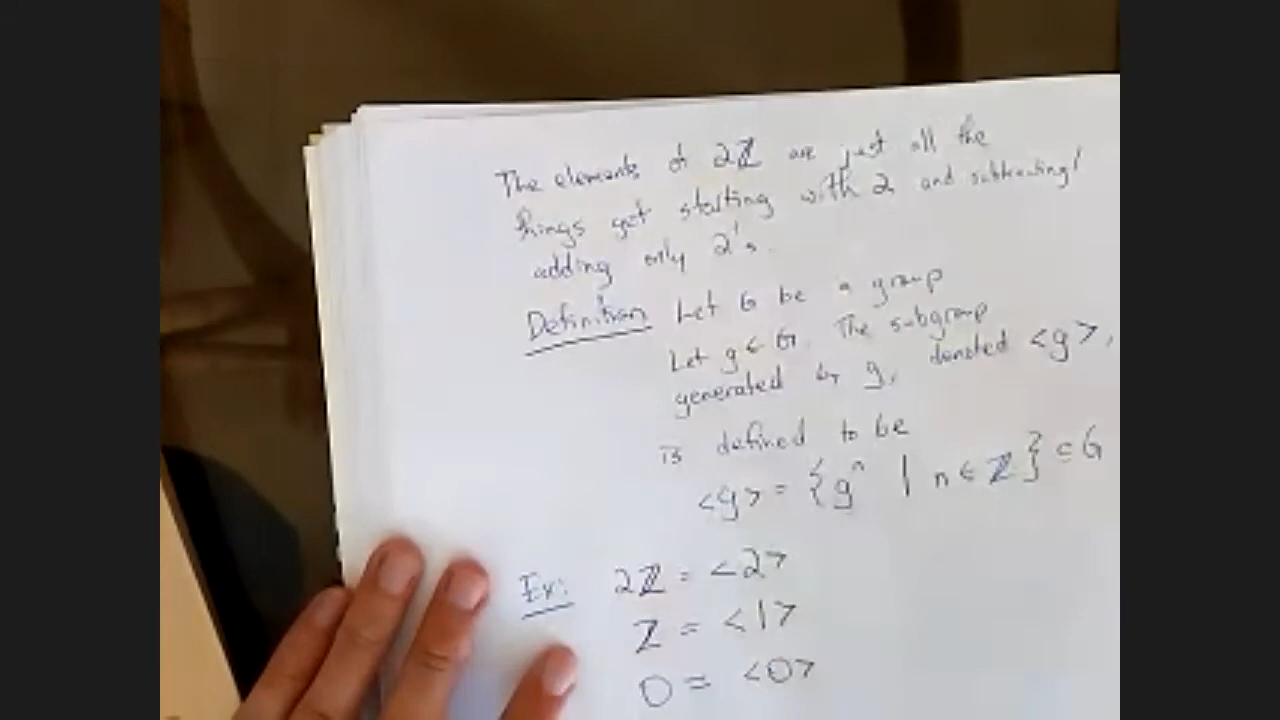 The elements of 2ℤ are just all the
things get starting with 2 and subtracting/
adding only 2's.
Definition Let G be a group
Let g ∈ G. The subgroup
generated by g, denoted <g>,
is defined to be
<g> = {gⁿ | n ∈ ℤ} ⊆ G
Ex: 2ℤ = <2>
ℤ = <1>
0 = <0>